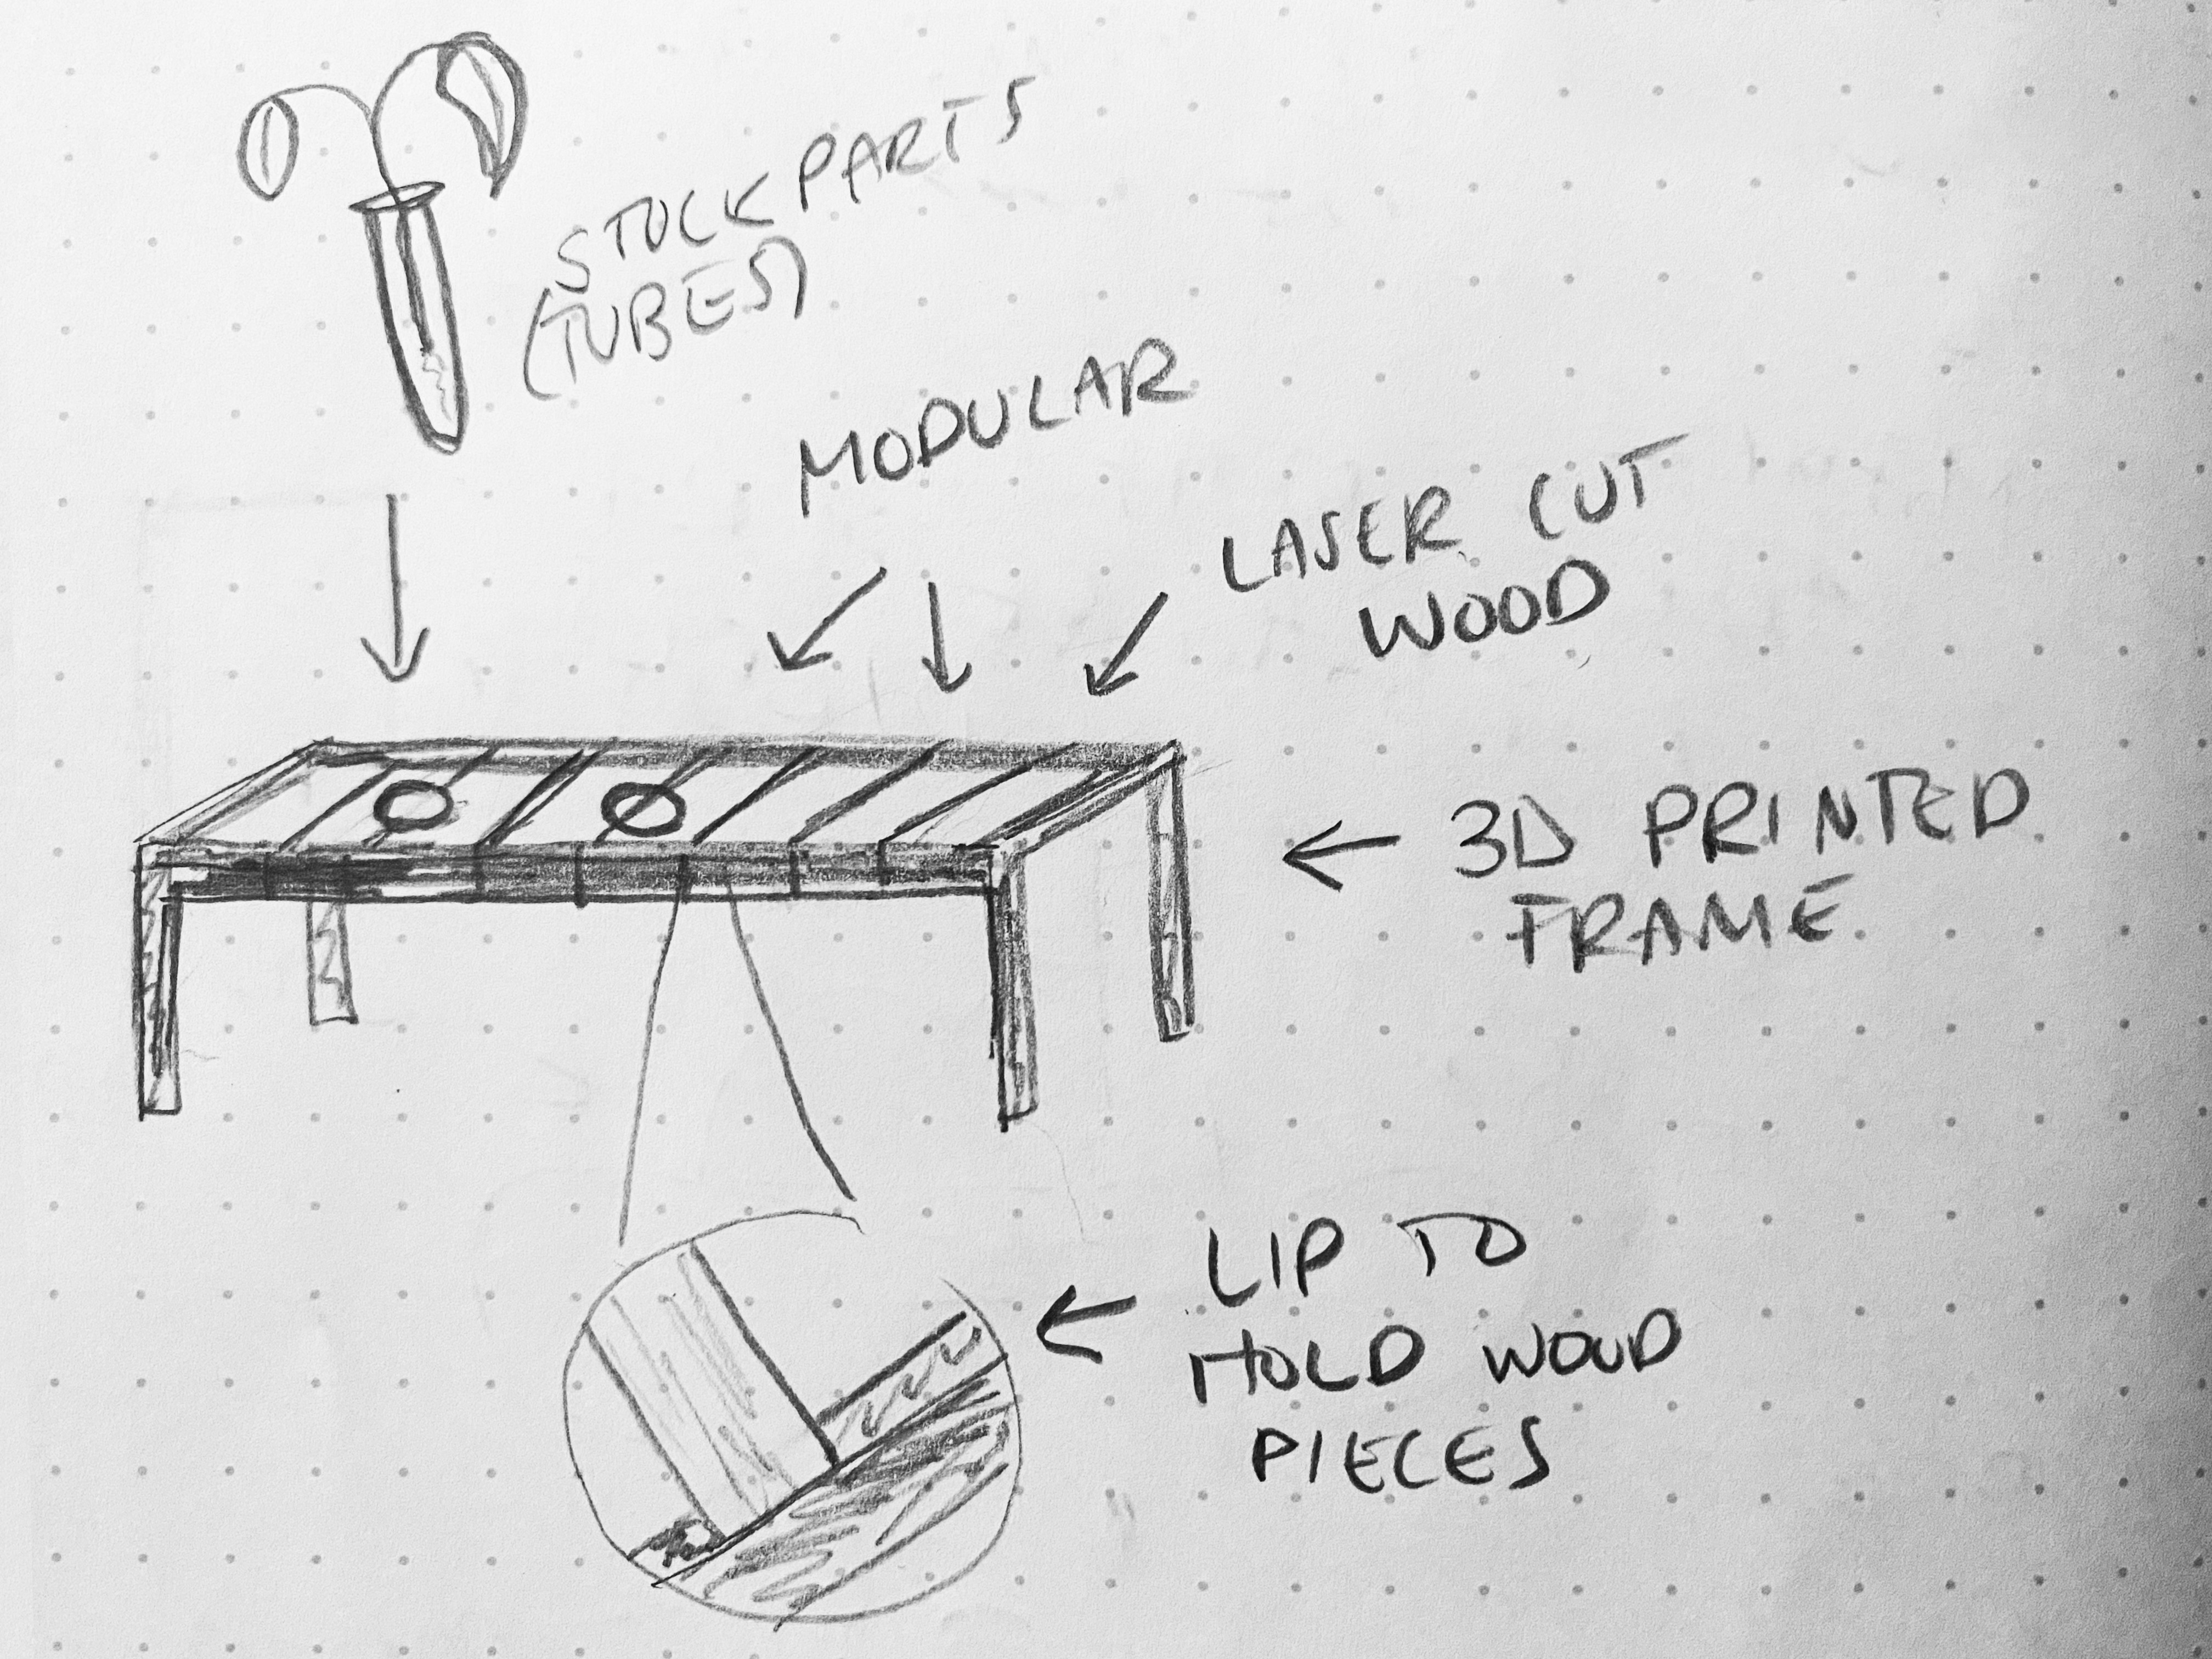 STOCK PARTS
(TUBES)
MODULAR
LASER CUT
WOOD
3D PRINTED
FRAME
LIP TO
HOLD WOOD
PIECES